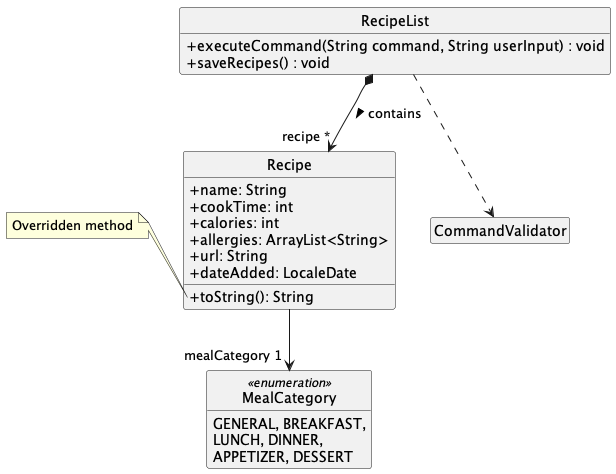 RecipeList
+executeCommand(String command, String userInput) : void
+saveRecipes() : void
contains
recipe *
Recipe
+name: String
+cookTime: int
+calories: int
+allergies: ArrayList<String>
+url: String
+dateAdded: LocaleDate
+toString(): String
Overridden method
CommandValidator
mealCategory 1
«enumeration»
MealCategory
GENERAL, BREAKFAST,
LUNCH, DINNER,
APPETIZER, DESSERT